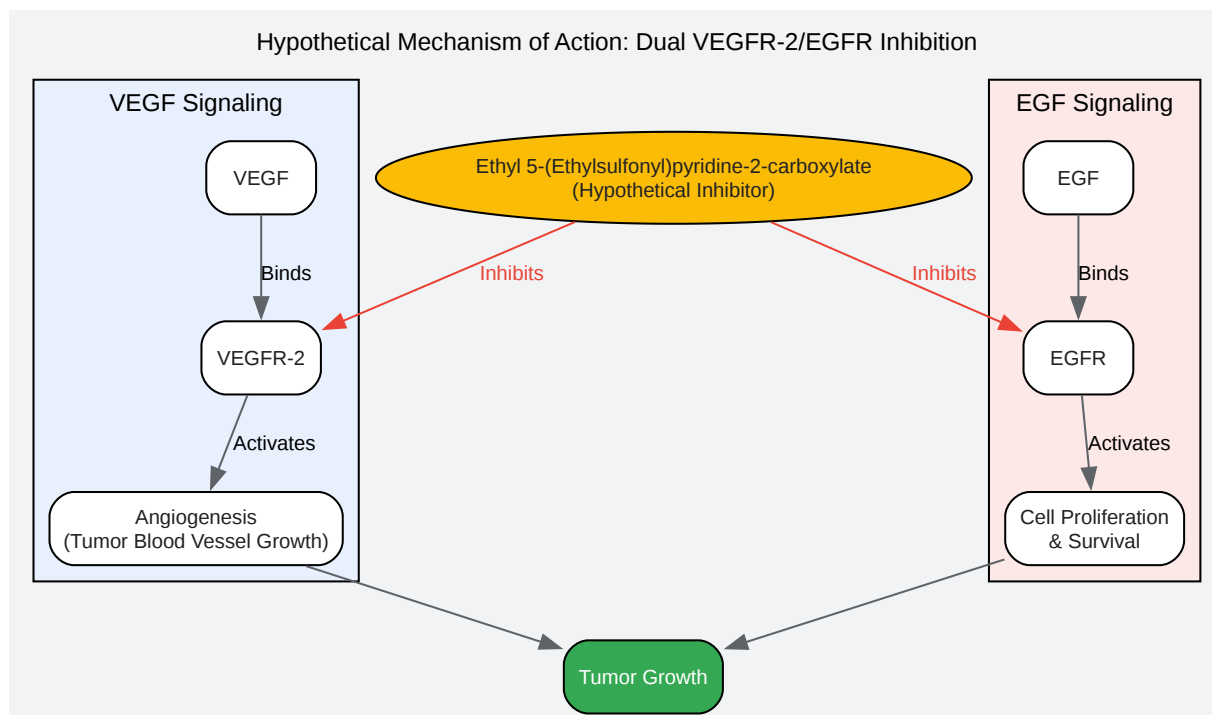 Hypothetical Mechanism of Action: Dual VEGFR-2/EGFR Inhibition
VEGF Signaling
EGF Signaling
VEGF
Ethyl 5-(Ethylsulfonyl)pyridine-2-carboxylate
(Hypothetical Inhibitor)
EGF
Binds
Inhibits
Inhibits
Binds
VEGFR-2
EGFR
Activates
Activates
Angiogenesis
(Tumor Blood Vessel Growth)
Cell Proliferation
& Survival
Tumor Growth